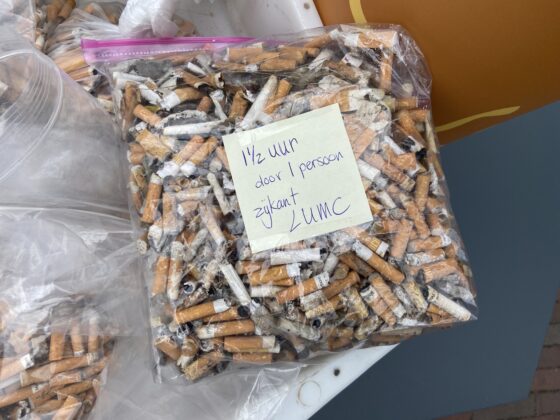 1½ uur
door 1 persoon
zijkant
LUMC